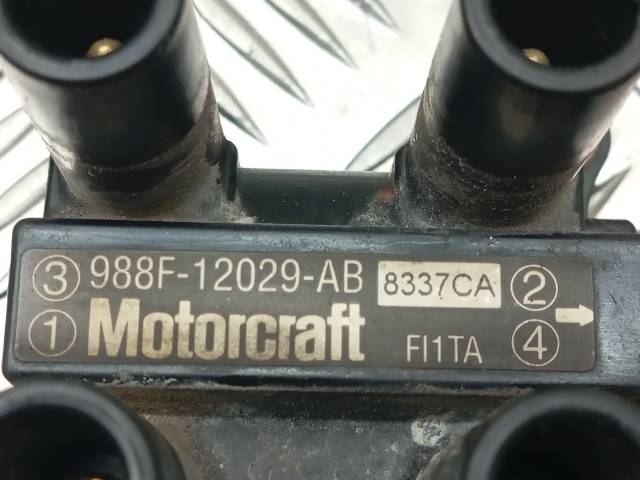 ③ 988F-12029-AB 8337CA ②
① Motorcraft FI1TA ④